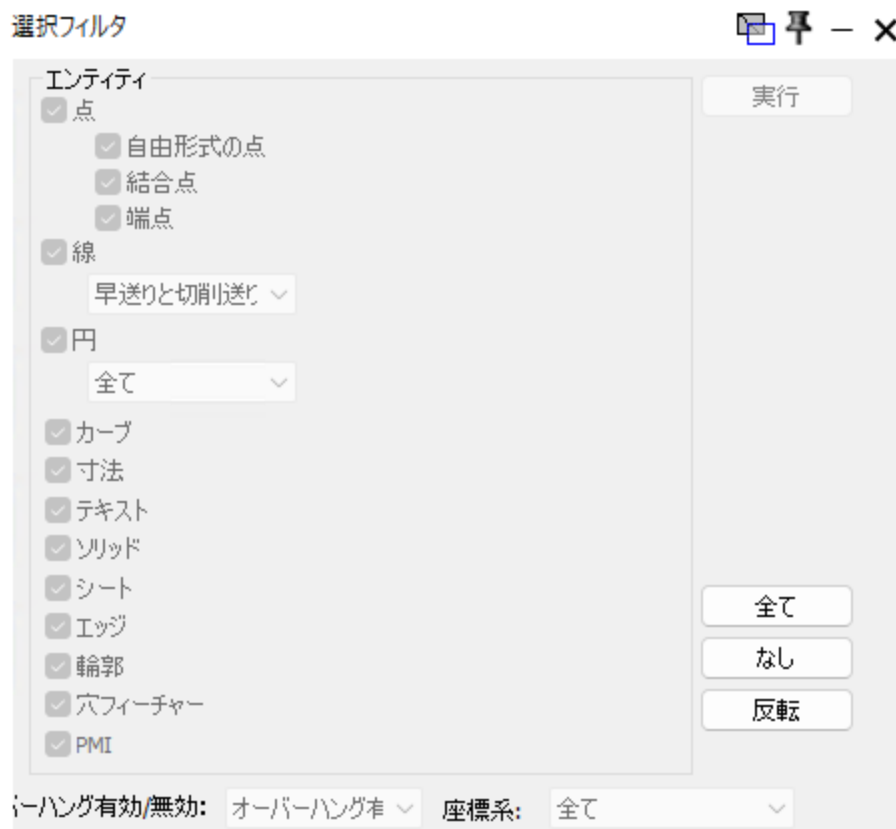 選択フィルタ
エンティティ
実行
点
自由形式の点
結合点
端点
線
早送りと切削送り
円
全て
カーブ
寸法
テキスト
ソリッド
シート
エッジ
輪郭
穴フィーチャー
PMI
全て
なし
反転
ーハング有効/無効: オーバーハング有 座標系: 全て